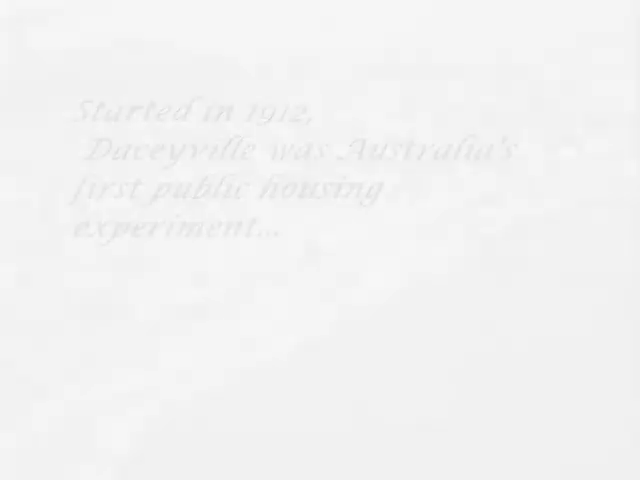 Started in 1912,
Daceyville was Australia's
first public housing
experiment...